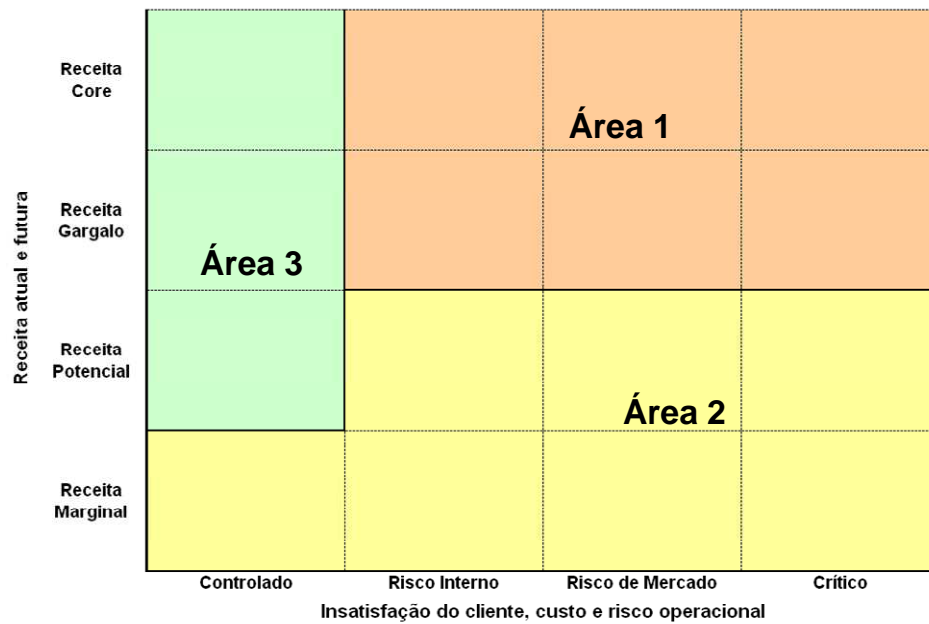 Receita
Core
Área 1
Receita
Gargalo
Área 3
Receita atual e futura
Receita
Potencial
Área 2
Receita
Marginal
Controlado
Risco Interno
Risco de Mercado
Crítico
Insatisfação do cliente, custo e risco operacional